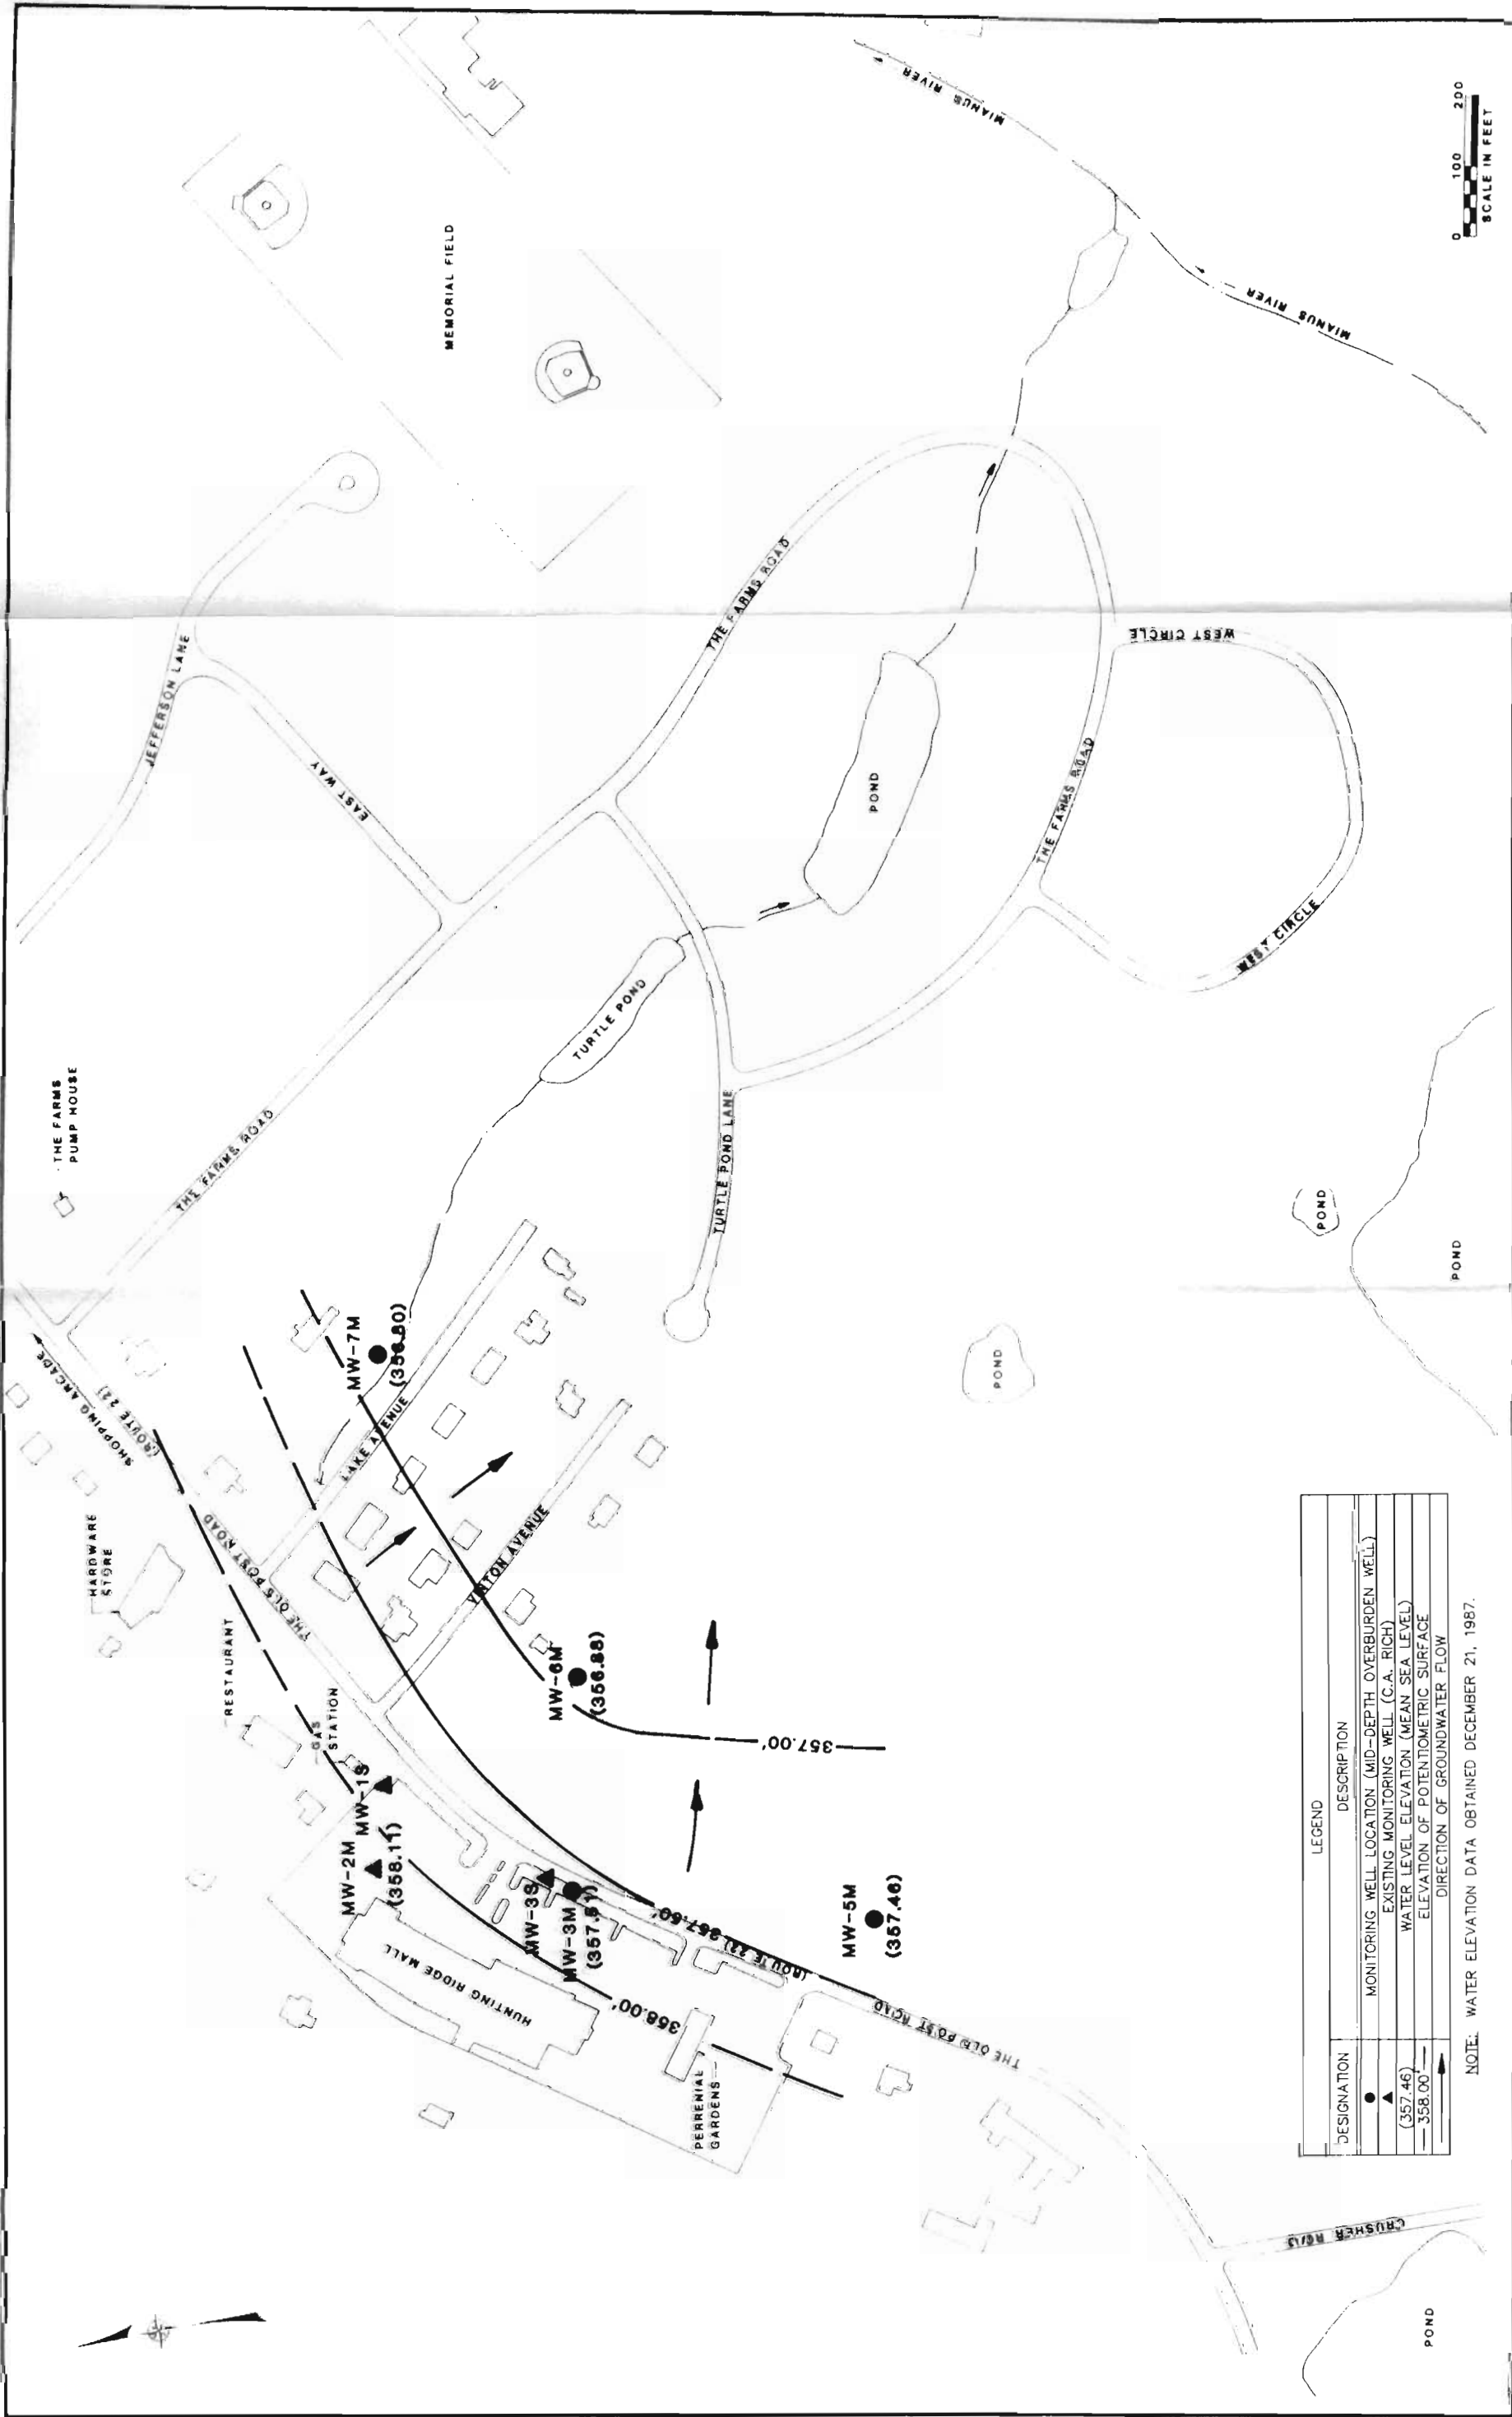 THE FARMS
PUMP HOUSE
THE FARMS ROAD
JEFFERSON LANE
EAST WAY
MEMORIAL FIELD
MIANUS RIVER
MIANUS RIVER
THE FARMS ROAD
TURTLE POND
POND
THE FARMS ROAD
WEST CIRCLE
WEST CIRCLE
TURTLE POND LANE
SHOPPING ARCADE
(ROUTE 22)
HARDWARE
STORE
RESTAURANT
GAS
STATION
THE OLD POST ROAD
LAKE AVENUE
VINTON AVENUE
MW-7M
(356.80)
MW-6M
(356.88)
357.00'
MW-1S
MW-2M
(358.11)
MW-3S
MW-3M
(357.51)
MW-5M
(357.46)
HUNTING RIDGE MALL
358.00'
357.50'
(ROUTE 22)
THE OLD POST ROAD
PERRENIAL
GARDENS
CRUSHER ROAD
POND
POND
POND
POND
0 100 200
SCALE IN FEET
LEGEND
DESIGNATION DESCRIPTION
MONITORING WELL LOCATION (MID-DEPTH OVERBURDEN WELL)
EXISTING MONITORING WELL (C.A. RICH)
(357.46) WATER LEVEL ELEVATION (MEAN SEA LEVEL)
358.00' ELEVATION OF POTENTIOMETRIC SURFACE
DIRECTION OF GROUNDWATER FLOW
NOTE: WATER ELEVATION DATA OBTAINED DECEMBER 21, 1987.